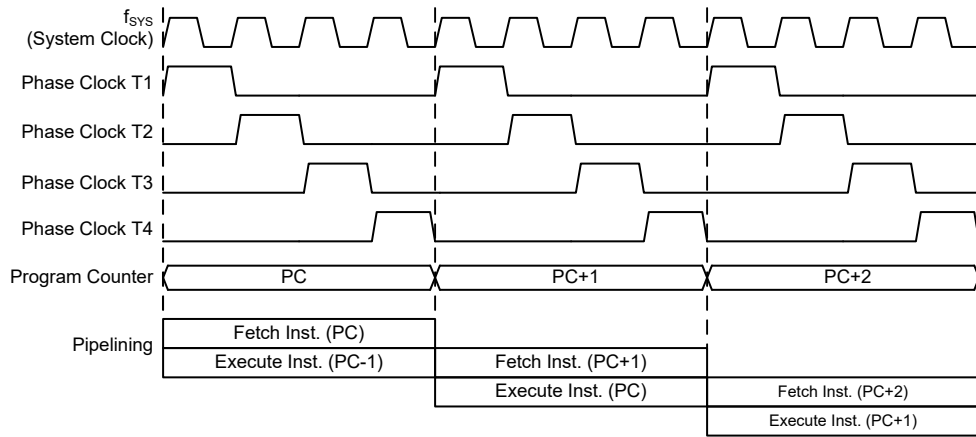 fSYS
(System Clock)
Phase Clock T1
Phase Clock T2
Phase Clock T3
Phase Clock T4
Program Counter PC PC+1 PC+2
Pipelining
Fetch Inst. (PC)
Execute Inst. (PC-1) Fetch Inst. (PC+1)
Execute Inst. (PC) Fetch Inst. (PC+2)
Execute Inst. (PC+1)